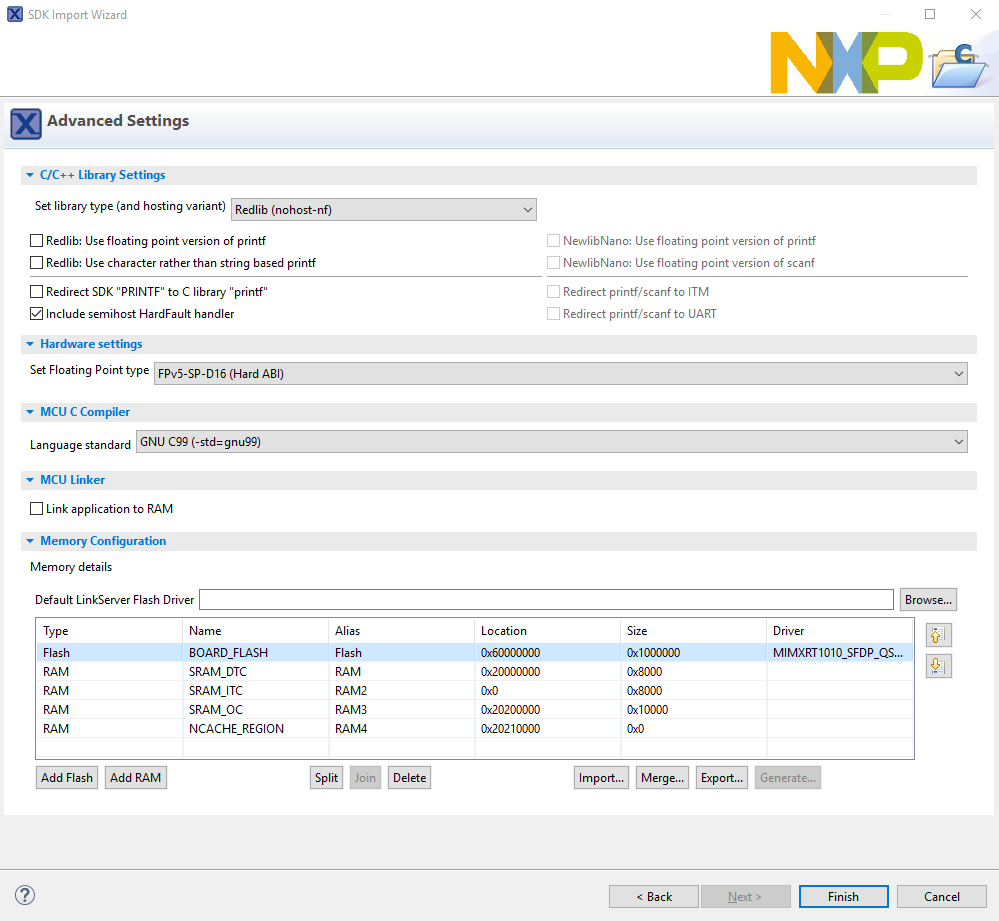 SDK Import Wizard
NXP
Advanced Settings
C/C++ Library Settings
Set library type (and hosting variant) Redlib (nohost-nf)
Redlib: Use floating point version of printf NewlibNano: Use floating point version of printf
Redlib: Use character rather than string based printf NewlibNano: Use floating point version of scanf
Redirect SDK "PRINTF" to C library "printf" Redirect printf/scanf to ITM
Include semihost HardFault handler Redirect printf/scanf to UART
Hardware settings
Set Floating Point type FPv5-SP-D16 (Hard ABI)
MCU C Compiler
Language standard GNU C99 (-std=gnu99)
MCU Linker
Link application to RAM
Memory Configuration
Memory details
Default LinkServer Flash Driver Browse...
Type Name Alias Location Size Driver
Flash BOARD_FLASH Flash 0x60000000 0x1000000 MIMXRT1010_SFDP_QS...
RAM SRAM_DTC RAM 0x20000000 0x8000
RAM SRAM_ITC RAM2 0x0 0x8000
RAM SRAM_OC RAM3 0x20200000 0x10000
RAM NCACHE_REGION RAM4 0x20210000 0x0
Add Flash Add RAM Split Join Delete Import... Merge... Export... Generate...
< Back Next > Finish Cancel